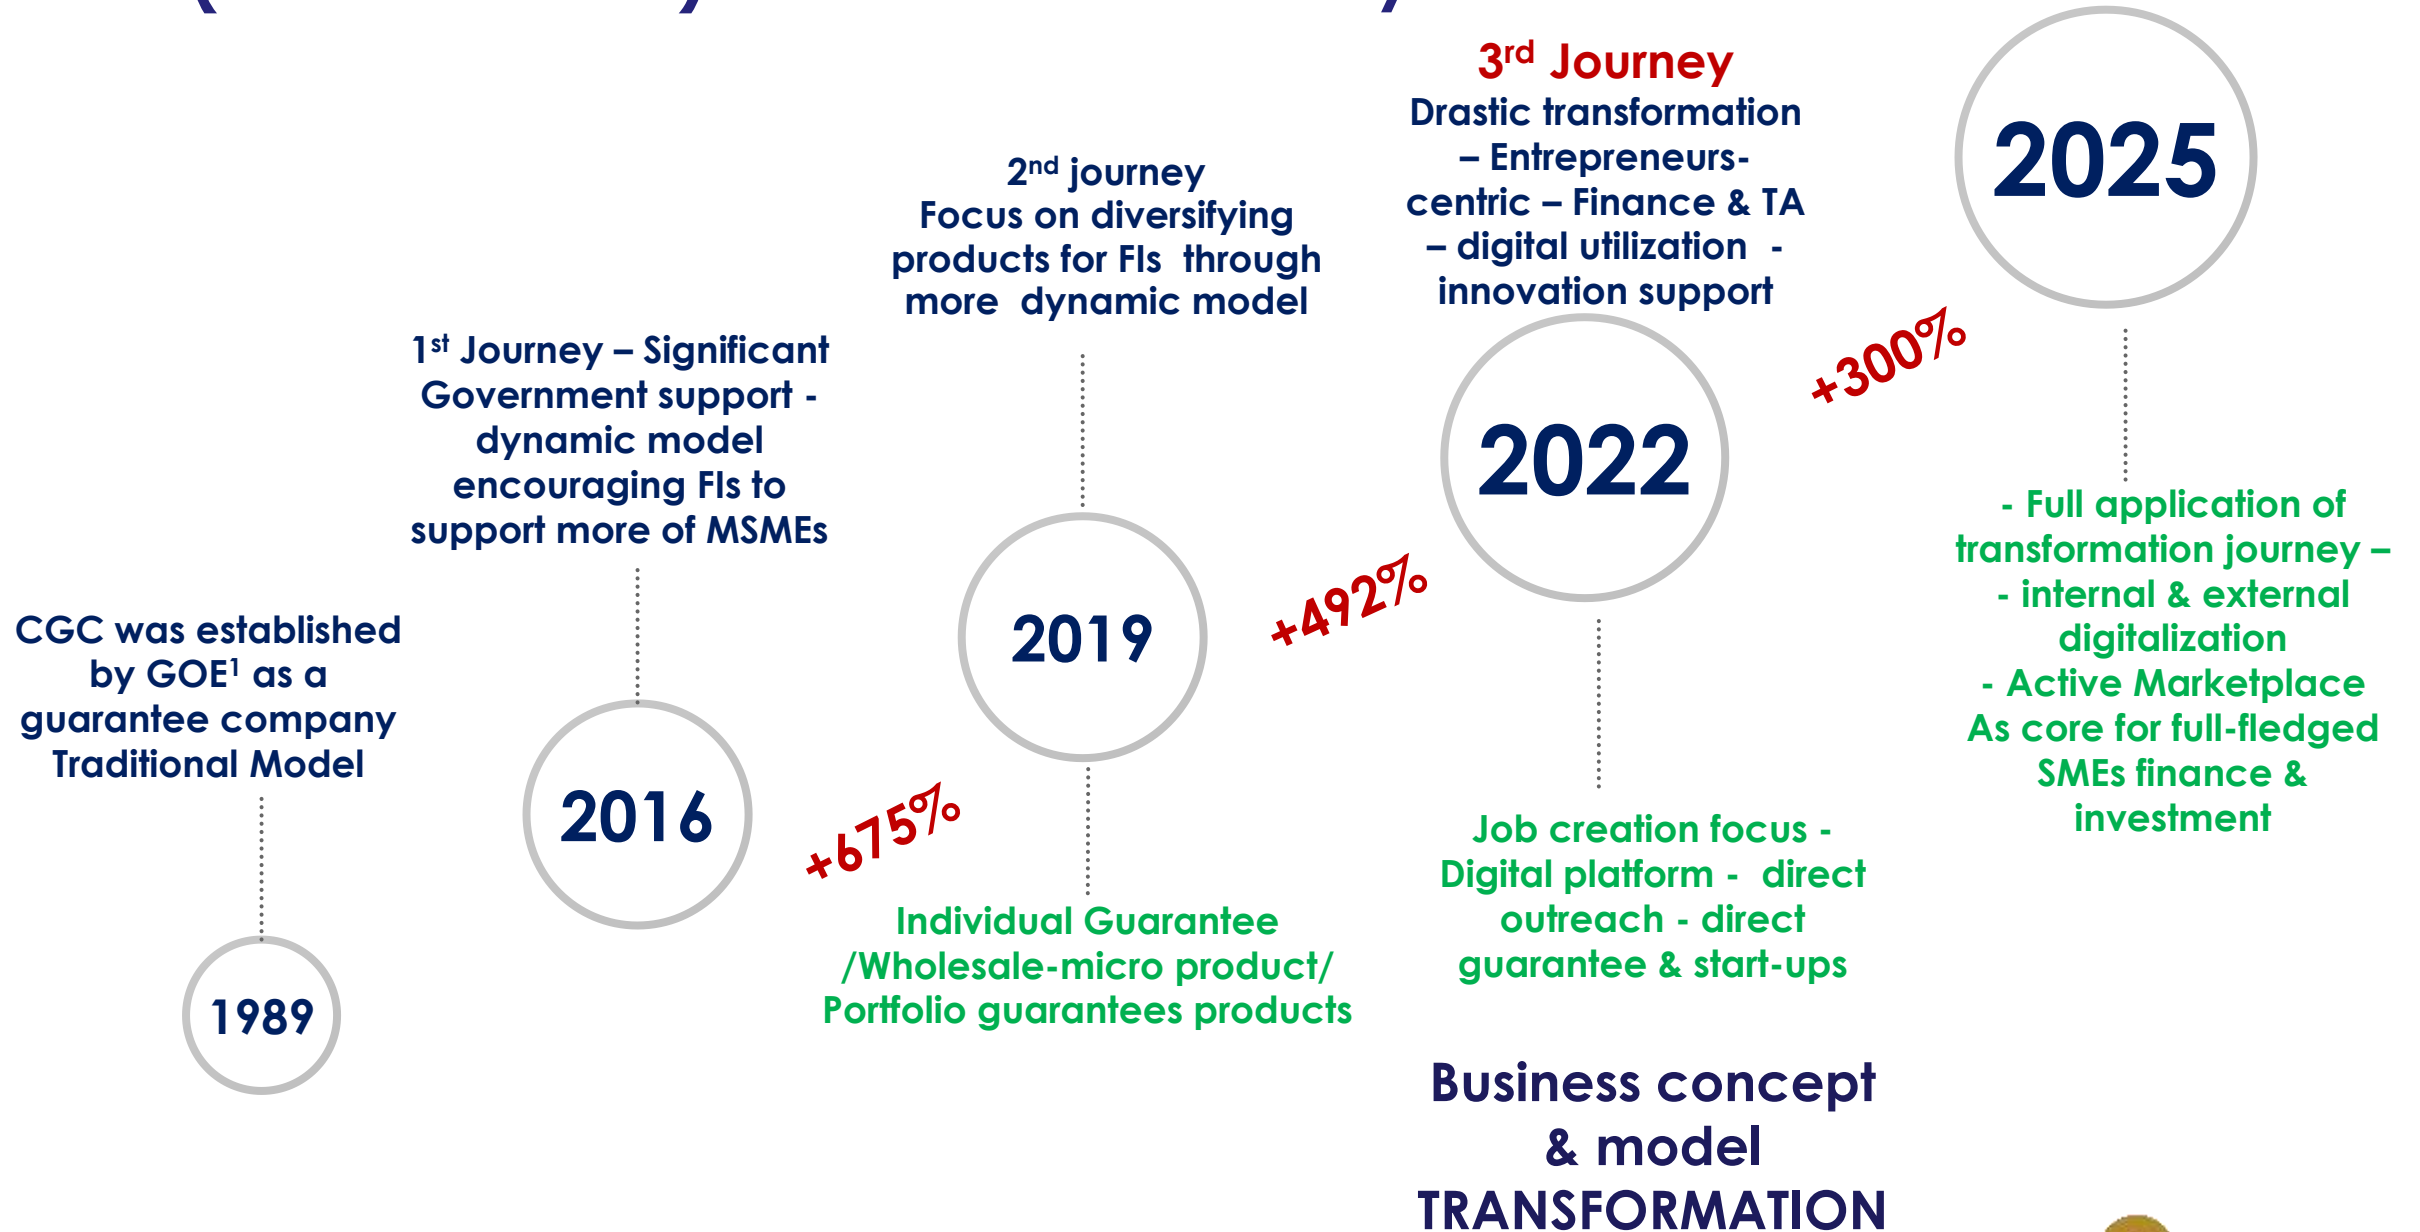 CGC was established
by GOE¹ as a
guarantee company
Traditional Model
1989
1st Journey – Significant
Government support -
dynamic model
encouraging FIs to
support more of MSMEs
2016
+675%
2nd journey
Focus on diversifying
products for FIs through
more dynamic model
2019
Individual Guarantee
/Wholesale-micro product/
Portfolio guarantees products
+492%
3rd Journey
Drastic transformation
– Entrepreneurs-
centric – Finance & TA
– digital utilization -
innovation support
2022
Job creation focus -
Digital platform - direct
outreach - direct
guarantee & start-ups
Business concept
& model
TRANSFORMATION
+300%
2025
- Full application of
transformation journey –
- internal & external
digitalization
- Active Marketplace
As core for full-fledged
SMEs finance &
investment